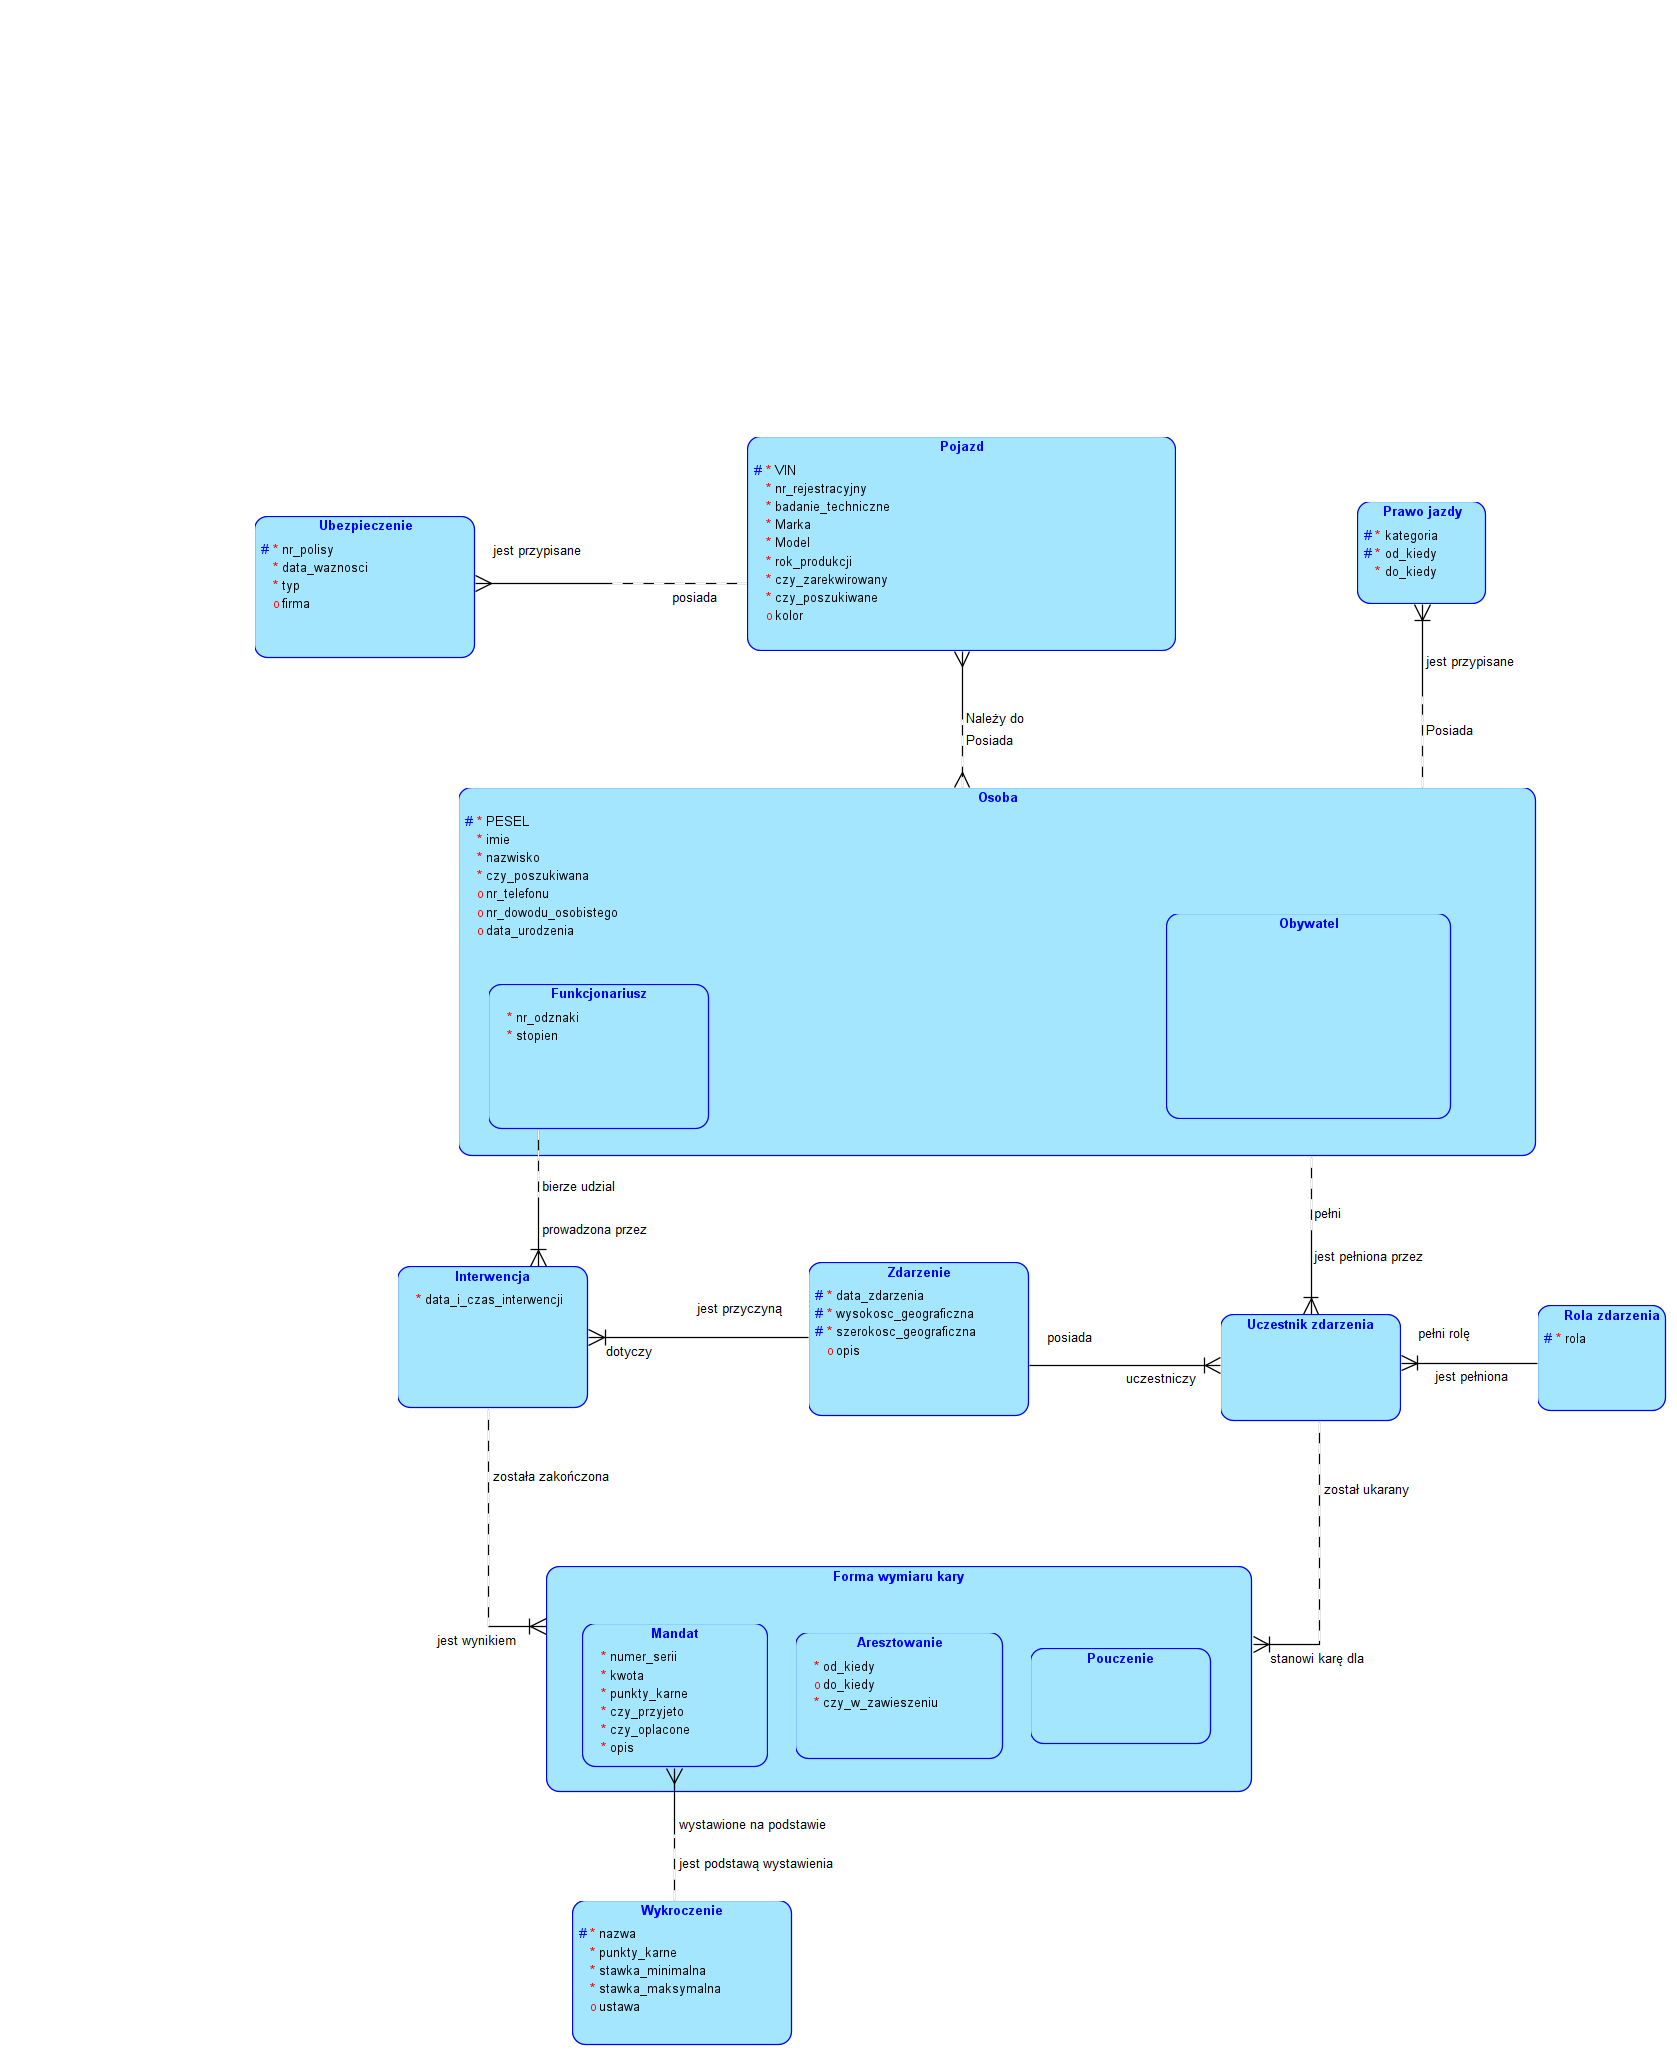 Pojazd
# * VIN
* nr_rejestracyjny
* badanie_techniczne
* Marka
* Model
* rok_produkcji
* czy_zarekwirowany
* czy_poszukiwane
o kolor
Ubezpieczenie
# * nr_polisy
* data_waznosci
* typ
o firma
jest przypisane
posiada
Prawo jazdy
# * kategoria
# * od_kiedy
* do_kiedy
jest przypisane
Posiada
Należy do
Posiada
Osoba
# * PESEL
* imie
* nazwisko
* czy_poszukiwana
o nr_telefonu
o nr_dowodu_osobistego
o data_urodzenia
Obywatel
Funkcjonariusz
* nr_odznaki
* stopien
bierze udzial
prowadzona przez
pełni
jest pełniona przez
Interwencja
* data_i_czas_interwencji
jest przyczyną
dotyczy
Zdarzenie
# * data_zdarzenia
# * wysokosc_geograficzna
# * szerokosc_geograficzna
o opis
posiada
uczestniczy
Uczestnik zdarzenia
pełni rolę
jest pełniona
Rola zdarzenia
# * rola
została zakończona
jest wynikiem
został ukarany
stanowi karę dla
Forma wymiaru kary
Mandat
* numer_serii
* kwota
* punkty_karne
* czy_przyjeto
* czy_oplacone
* opis
Aresztowanie
* od_kiedy
o do_kiedy
* czy_w_zawieszeniu
Pouczenie
wystawione na podstawie
jest podstawą wystawienia
Wykroczenie
# * nazwa
* punkty_karne
* stawka_minimalna
* stawka_maksymalna
o ustawa